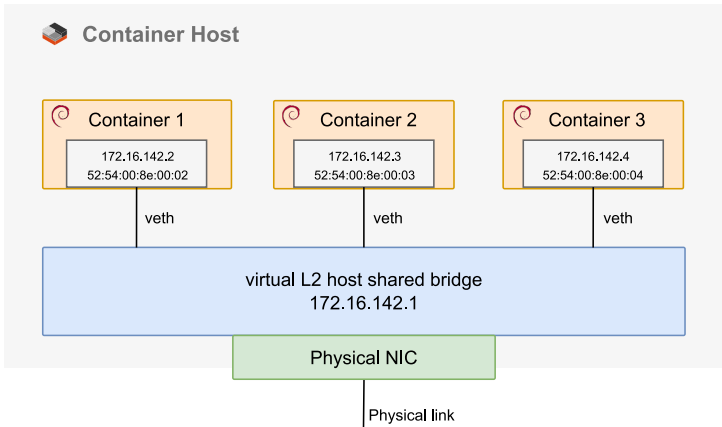 Container Host
Container 1
172.16.142.2
52:54:00:8e:00:02
Container 2
172.16.142.3
52:54:00:8e:00:03
Container 3
172.16.142.4
52:54:00:8e:00:04
veth
veth
veth
virtual L2 host shared bridge
172.16.142.1
Physical NIC
Physical link